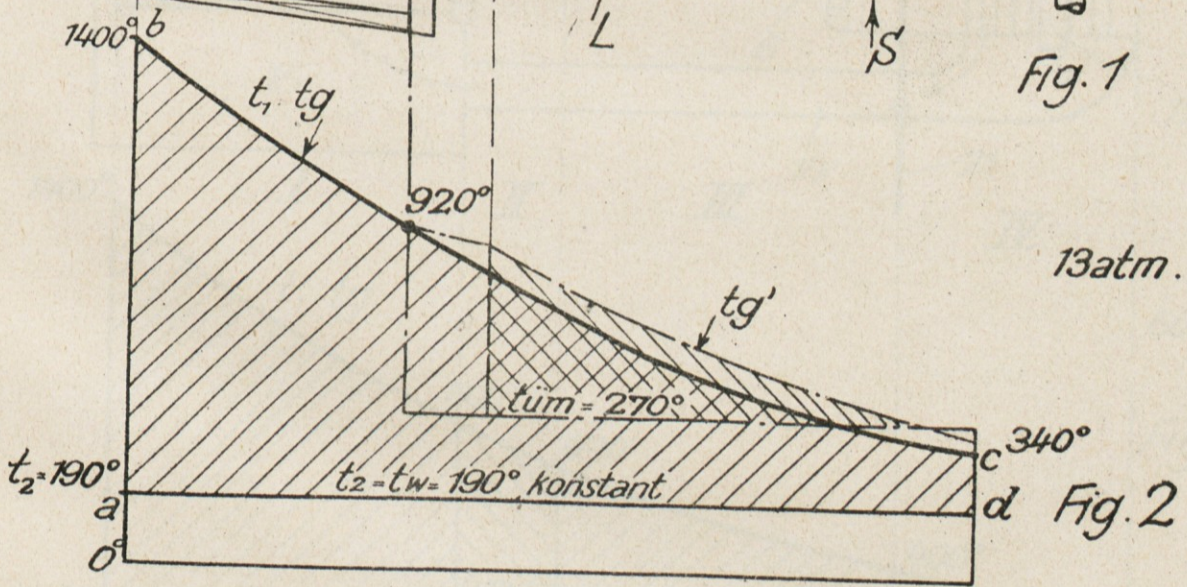 L
S
Fig. 1
1400° b
t₁ tg
920°
13atm.
tg'
tüm = 270°
c 340°
t₂=190°
t₂=tw=190° konstant
a
d
Fig. 2
0°